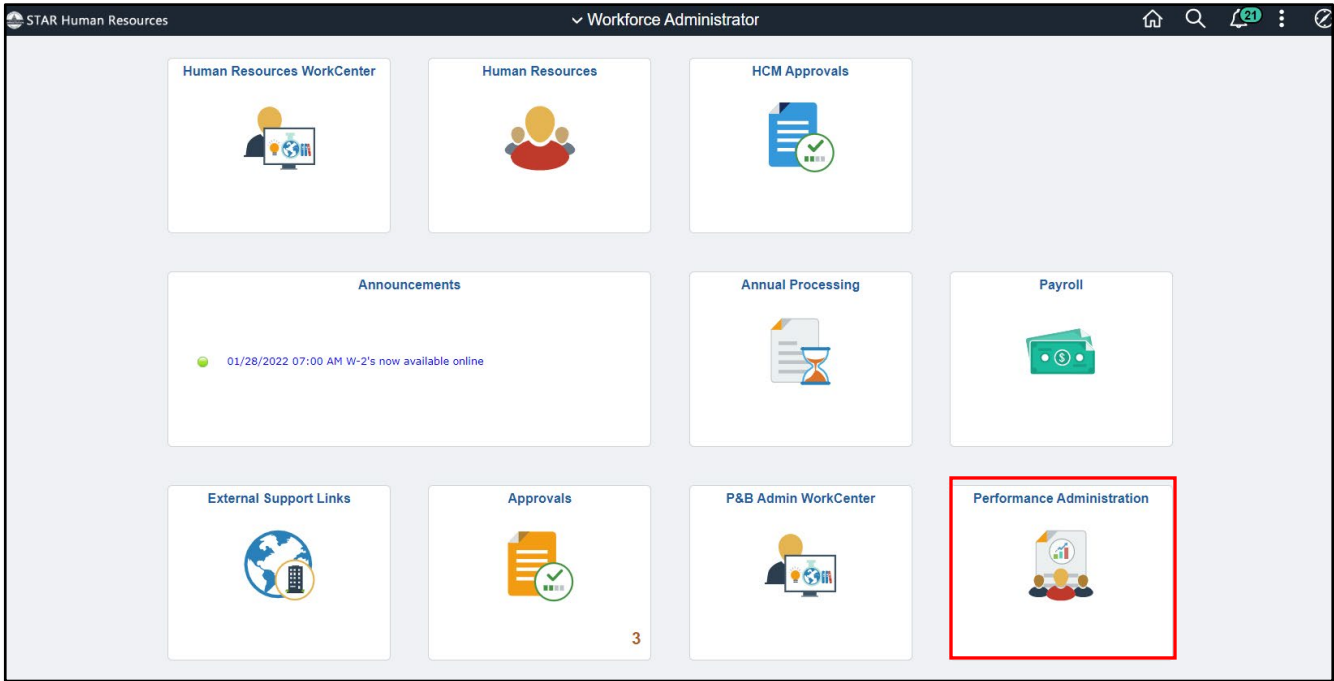 STAR Human Resources
Workforce Administrator
21
Human Resources WorkCenter
Human Resources
HCM Approvals
Announcements
01/28/2022 07:00 AM W-2's now available online
Annual Processing
Payroll
$
External Support Links
Approvals
3
P&B Admin WorkCenter
Performance Administration